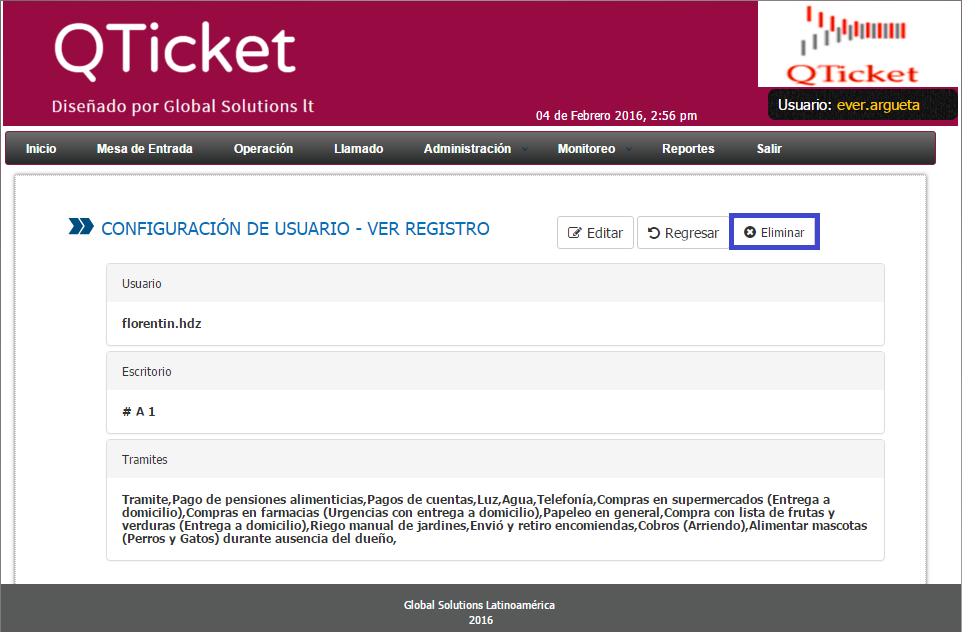 QTicket
Diseñado por Global Solutions lt
04 de Febrero 2016, 2:56 pm
QTicket
Usuario: ever.argueta
Inicio Mesa de Entrada Operación Llamado Administración Monitoreo Reportes Salir
CONFIGURACIÓN DE USUARIO - VER REGISTRO
Editar Regresar Eliminar
Usuario
florentin.hdz
Escritorio
# A 1
Tramites
Tramite,Pago de pensiones alimenticias,Pagos de cuentas,Luz,Agua,Telefonía,Compras en supermercados (Entrega a
domicilio),Compras en farmacias (Urgencias con entrega a domicilio),Papeleo en general,Compra con lista de frutas y
verduras (Entrega a domicilio),Riego manual de jardines,Envió y retiro encomiendas,Cobros (Arriendo),Alimentar mascotas
(Perros y Gatos) durante ausencia del dueño,
Global Solutions Latinoamérica
2016